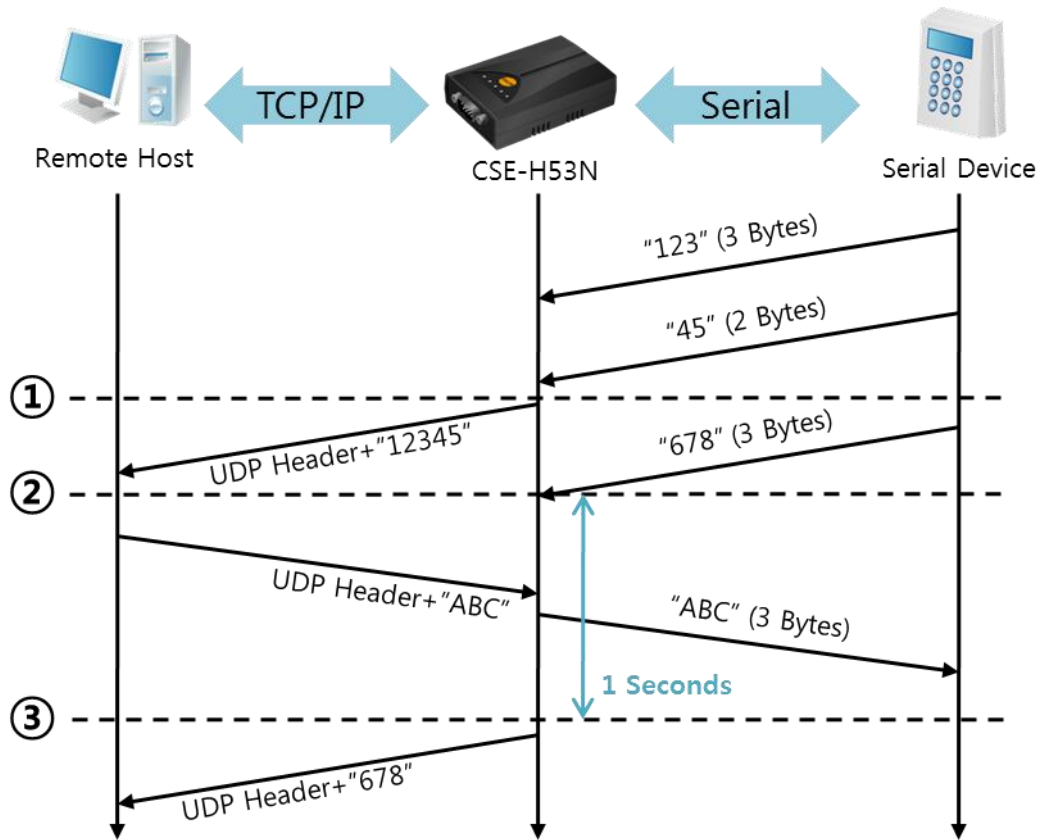 TCP/IP
Serial
Remote Host
CSE-H53N
Serial Device
“123” (3 Bytes)
“45” (2 Bytes)
①
UDP Header+“12345”
“678” (3 Bytes)
②
UDP Header+“ABC”
“ABC” (3 Bytes)
1 Seconds
③
UDP Header+“678”